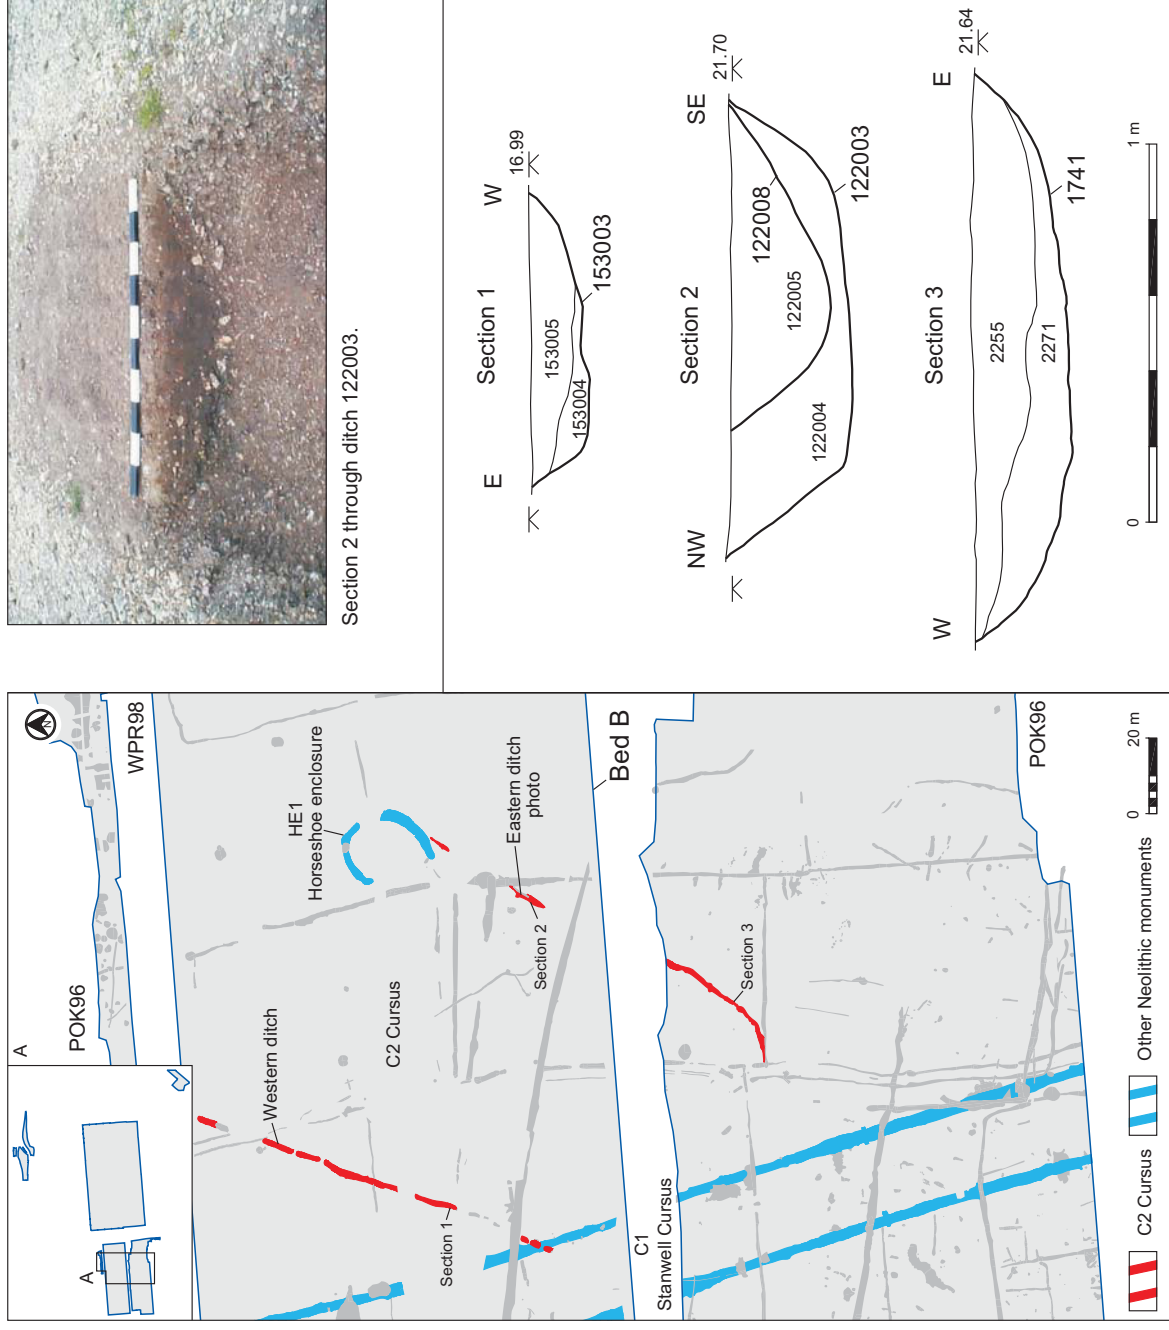 A
A
POK96
WPR98
HE1
Horseshoe enclosure
Western ditch
C2 Cursus
Eastern ditch
photo
Section 2
Section 1
Bed B
C1
Stanwell Cursus
Section 3
POK96
0
20 m
C2 Cursus
Other Neolithic monuments
N
Section 2 through ditch 122003.
Section 1
E
W
16.99
153005
153004
153003
Section 2
NW
SE
21.70
122008
122005
122004
122003
Section 3
W
E
21.64
2255
2271
1741
0
1 m